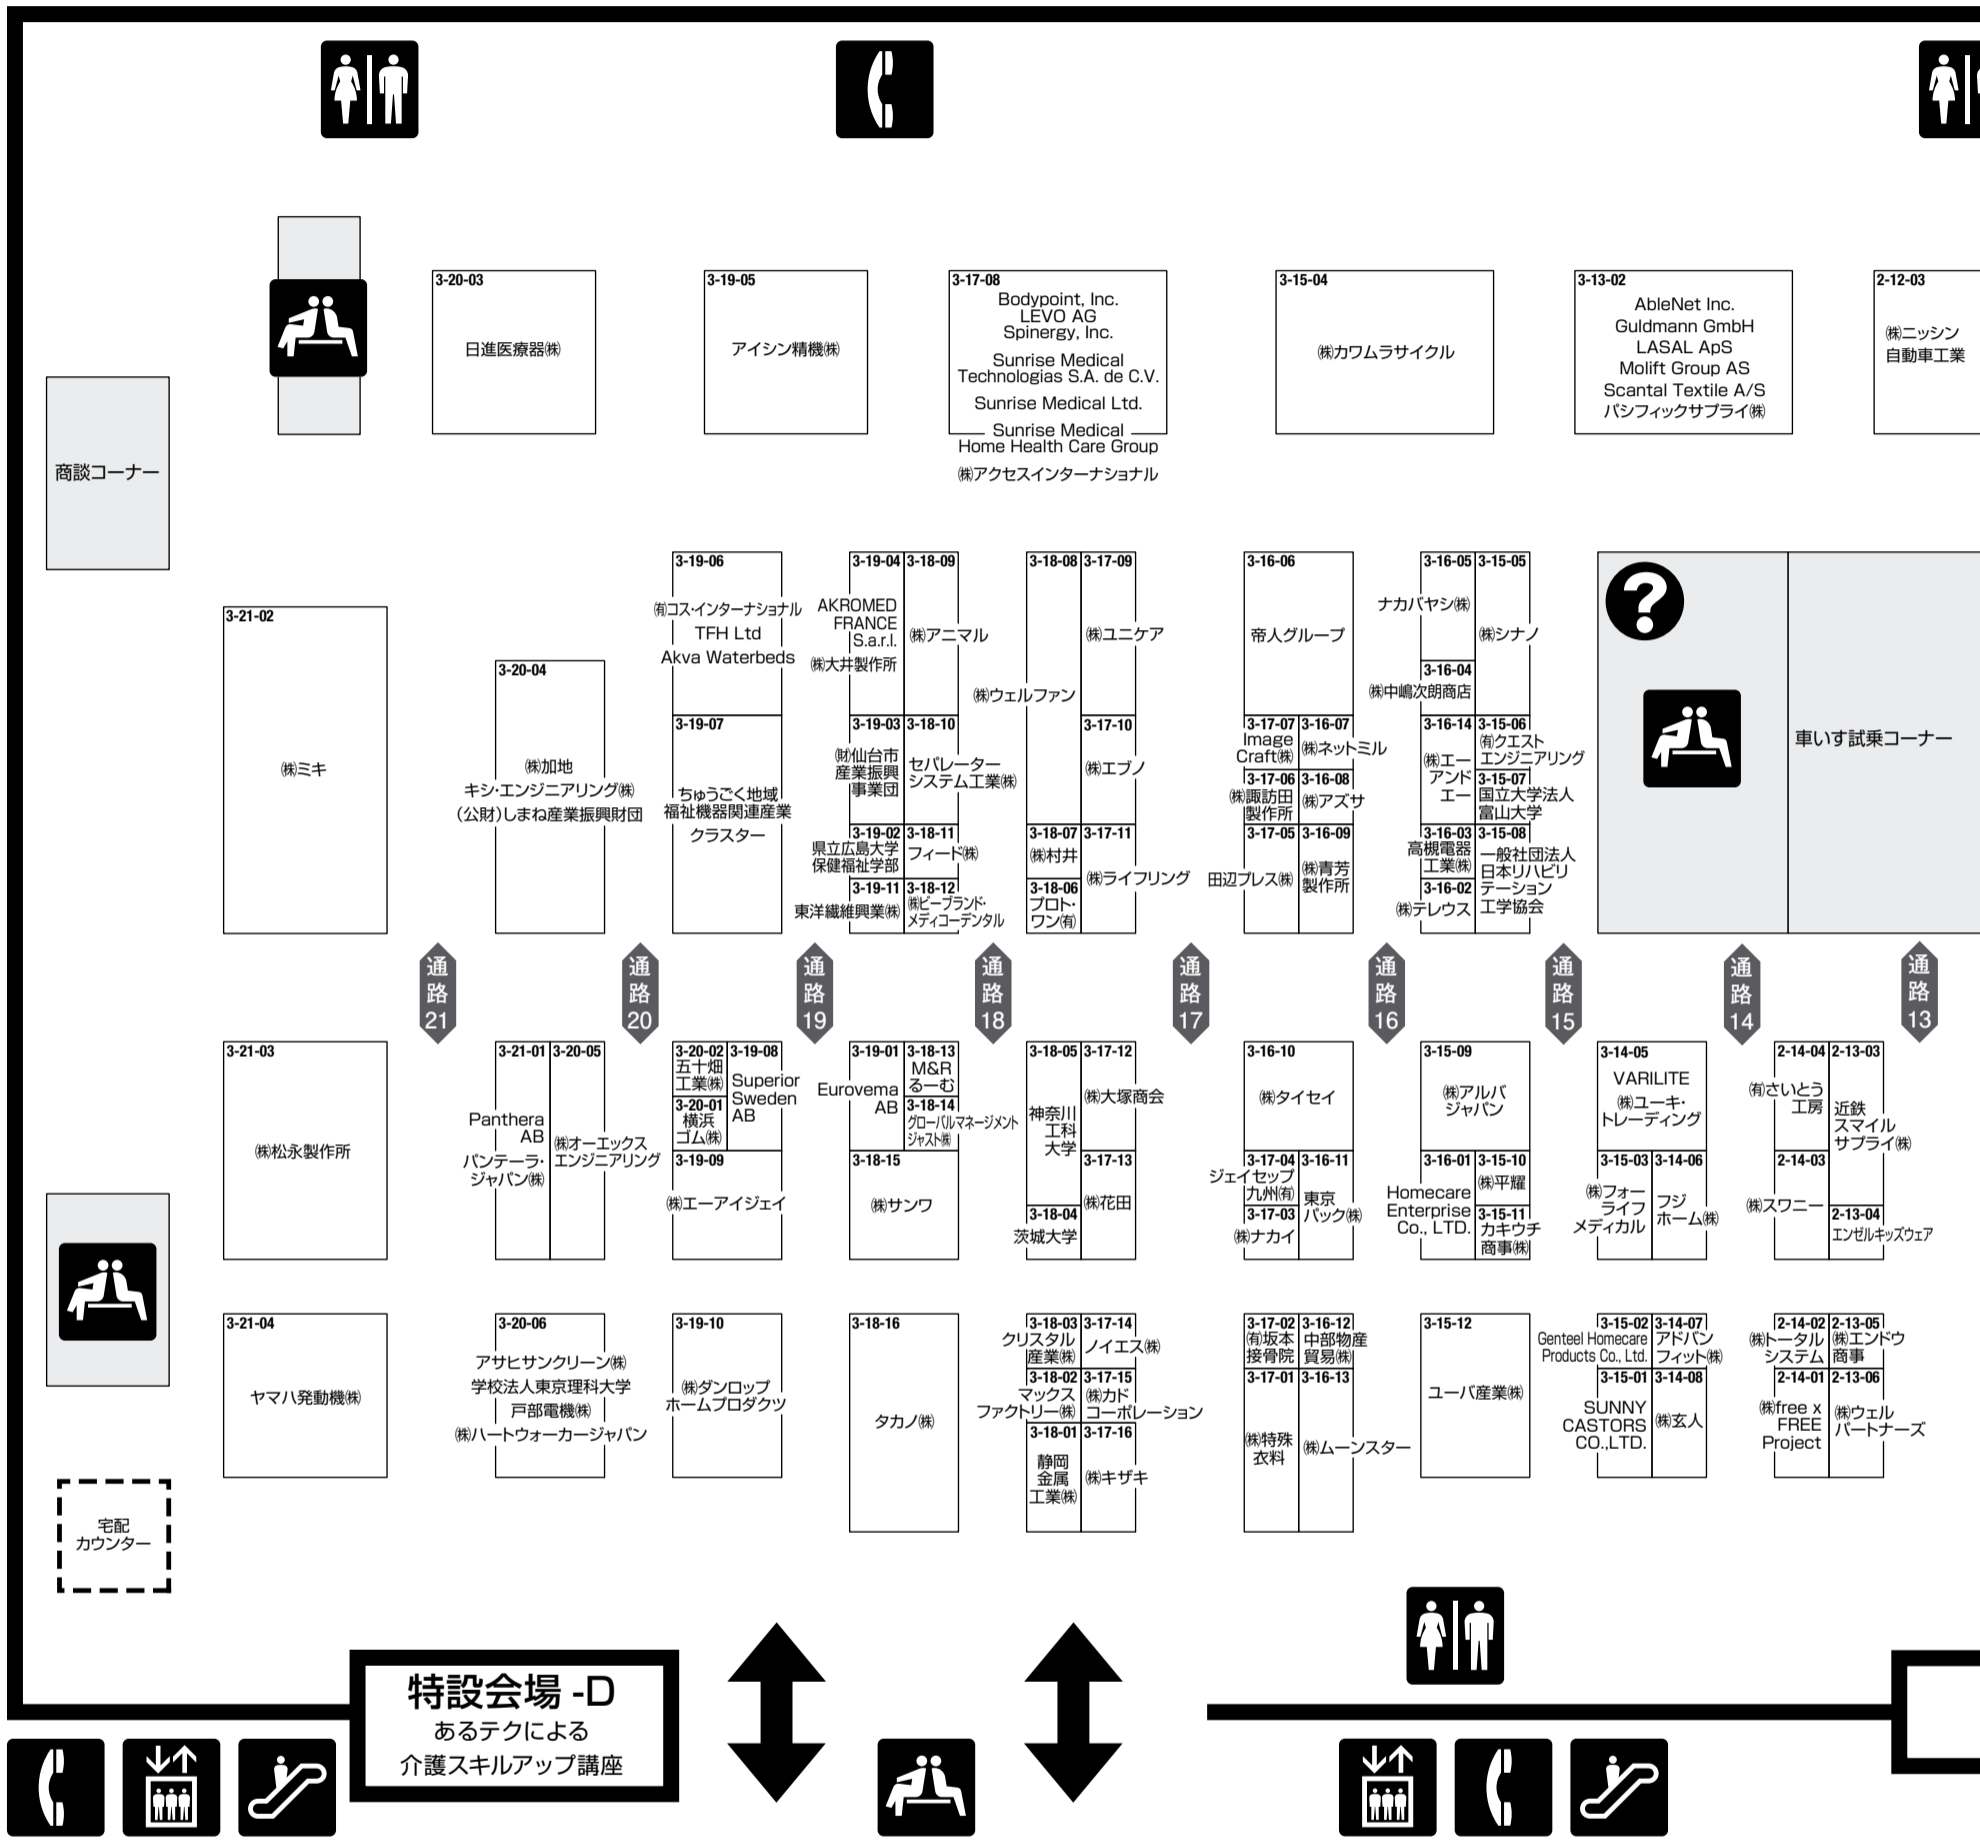 3-20-03
日進医療器㈱
3-19-05
アイシン精機㈱
3-17-08
Bodypoint, Inc.
LEVO AG
Spinergy, Inc.
Sunrise Medical
Technologias S.A. de C.V.
Sunrise Medical Ltd.
Sunrise Medical
Home Health Care Group
㈱アクセスインターナショナル
3-15-04
㈱カワムラサイクル
3-13-02
AbleNet Inc.
Guldmann GmbH
LASAL ApS
Molift Group AS
Scantal Textile A/S
パシフィックサプライ㈱
2-12-03
㈱ニッシン
自動車工業
商談コーナー
3-21-02
㈱ミキ
3-20-04
㈱加地
キシ・エンジニアリング㈱
(公財)しまね産業振興財団
3-19-06
㈲コス・インターナショナル
TFH Ltd
Akva Waterbeds
3-19-07
ちゅうごく地域
福祉機器関連産業
クラスター
3-19-04
AKROMED
FRANCE
S.a.r.l.
㈱大井製作所
3-18-09
㈱アニマル
3-19-03
㈶仙台市
産業振興
事業団
3-18-10
セパレーター
システム工業㈱
3-19-02
県立広島大学
保健福祉学部
3-18-11
フィード㈱
3-19-11
東洋繊維興業㈱
3-18-12
㈱ビーブランド・
メディコーデンタル
3-18-08
㈱ウェルファン
3-17-09
㈱ユニケア
3-17-10
㈱エブノ
3-18-07
㈱村井
3-17-11
㈱ライフリング
3-18-06
プロト・
ワン㈲
3-16-06
帝人グループ
3-17-07
Image
Craft㈱
3-16-07
㈱ネットミル
3-17-06
㈱諏訪田
製作所
3-16-08
㈱アズサ
3-17-05
田辺プレス㈱
3-16-09
㈱青芳
製作所
3-16-05
ナカバヤシ㈱
3-15-05
㈱シナノ
3-16-04
㈱中嶋次朗商店
3-16-14
㈱エー
アンド
エー
3-15-06
㈲クエスト
エンジニアリング
3-15-07
国立大学法人
富山大学
3-16-03
高槻電器
工業㈱
3-15-08
一般社団法人
日本リハビリ
テーション
工学協会
3-16-02
㈱テレウス
?
車いす試乗コーナー
通路21
通路20
通路19
通路18
通路17
通路16
通路15
通路14
通路13
3-21-03
㈱松永製作所
3-21-01
Panthera
AB
パンテーラ・
ジャパン㈱
3-20-05
㈱オーエックス
エンジニアリング
3-20-02
五十畑
工業㈱
3-19-08
Superior
Sweden
AB
3-20-01
横浜
ゴム㈱
3-19-09
㈱エーアイジェイ
3-19-01
Eurovema
AB
3-18-13
M&R
るーむ
3-18-14
グローバルマネージメント
ジャスト㈱
3-18-15
㈱サンワ
3-18-05
神奈川
工科
大学
3-17-12
㈱大塚商会
3-17-13
㈱花田
3-18-04
茨城大学
3-16-10
㈱タイセイ
3-17-04
ジェイセップ
九州㈲
3-16-11
東京
パック㈱
3-17-03
㈱ナカイ
3-15-09
㈱アルバ
ジャパン
3-16-01
Homecare
Enterprise
Co., LTD.
3-15-10
㈱平耀
3-15-11
カキウチ
商事㈱
3-14-05
VARILITE
㈱ユーキ・
トレーディング
3-15-03
㈱フォー
ライフ
メディカル
3-14-06
フジ
ホーム㈱
2-14-04
㈲さいとう
工房
2-13-03
近鉄
スマイル
サプライ㈱
2-14-03
㈱スワニー
2-13-04
エンゼルキッズウェア
3-21-04
ヤマハ発動機㈱
3-20-06
アサヒサンクリーン㈱
学校法人東京理科大学
戸部電機㈱
㈱ハートウォーカージャパン
3-19-10
㈱ダンロップ
ホームプロダクツ
3-18-16
タカノ㈱
3-18-03
クリスタル
産業㈱
3-17-14
ノイエス㈱
3-18-02
マックス
ファクトリー㈱
3-17-15
㈱カド
コーポレーション
3-18-01
静岡
金属
工業㈱
3-17-16
㈱キザキ
3-17-02
㈲坂本
接骨院
3-16-12
中部物産
貿易㈱
3-17-01
㈱特殊
衣料
3-16-13
㈱ムーンスター
3-15-12
ユーバ産業㈱
3-15-02
Genteel Homecare
Products Co., Ltd.
3-14-07
アドバン
フィット㈱
3-15-01
SUNNY
CASTORS
CO.,LTD.
3-14-08
㈱玄人
2-14-02
㈱トータル
システム
2-13-05
㈱エンドウ
商事
2-14-01
㈱free x
FREE
Project
2-13-06
㈱ウェル
パートナーズ
宅配
カウンター
特設会場 -D
あるテクによる
介護スキルアップ講座